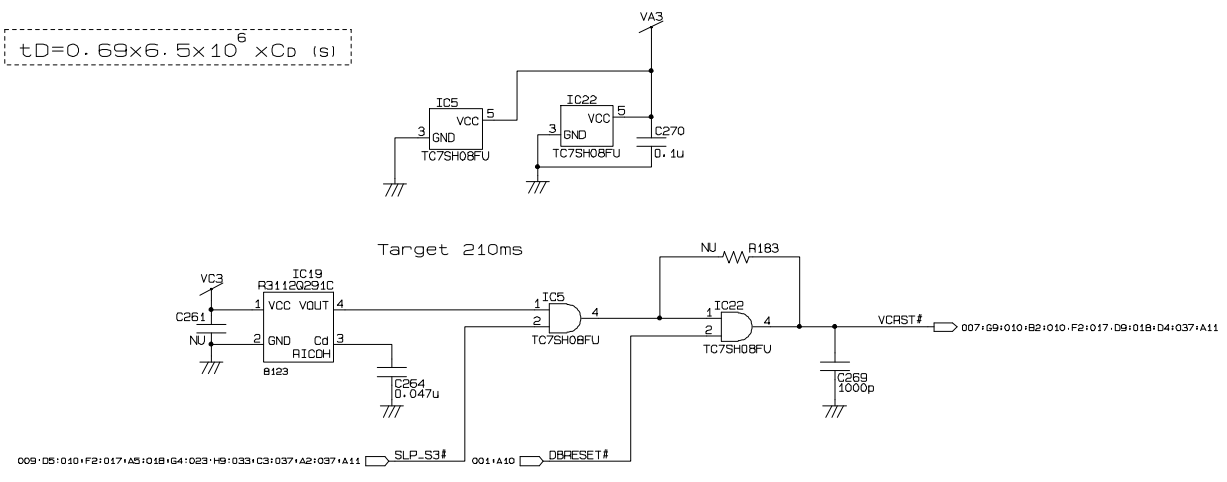 tD=0.69x6.5x10⁶ xCD (S)
VA3
IC5
VCC 5
3 GND
TC7SH08FU
IC22
VCC 5
3 GND
TC7SH08FU
C270
0.1u
Target 210ms
NU R183
VC3
C261
NU
IC19
R3112Q291C
1 VCC VOUT 4
2 GND Cd 3
RICOH
8123
C264
0.047u
IC5
1
2
4
TC7SH08FU
IC22
1
2
4
TC7SH08FU
VCRST#
007:G9:010:B2:010.F2:017.D9:018:D4:037:A11
C269
1000p
009.D5:010:F2:017:A5:018:G4:023.H9:033:C3:037:A2:037:A11
SLP_S3#
001:A10
DBRESET#